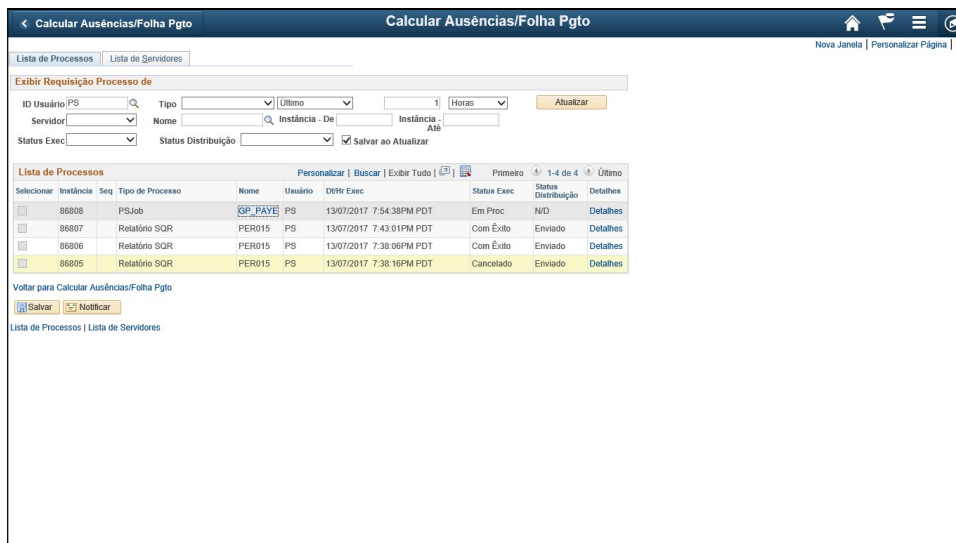 Calcular Ausências/Folha Pgto
Calcular Ausências/Folha Pgto
Nova Janela | Personalizar Página |
Lista de Processos
Lista de Servidores
Exibir Requisição Processo de
ID Usuário PS Tipo Último 1 Horas Atualizar
Servidor Nome Instância - De Instância - Até
Status Exec Status Distribuição Salvar ao Atualizar
Lista de Processos Personalizar | Buscar | Exibir Tudo | Primeiro 1-4 de 4 Último
Selecionar Instância Seq Tipo de Processo Nome Usuário Dt/Hr Exec Status Exec Status Distribuição Detalhes
86808 PSJob GP_PAYE PS 13/07/2017 7:54:38PM PDT Em Proc N/D Detalhes
86807 Relatório SQR PER015 PS 13/07/2017 7:43:01PM PDT Com Êxito Enviado Detalhes
86806 Relatório SQR PER015 PS 13/07/2017 7:38:06PM PDT Com Êxito Enviado Detalhes
86805 Relatório SQR PER015 PS 13/07/2017 7:38:16PM PDT Cancelado Enviado Detalhes
Voltar para Calcular Ausências/Folha Pgto
Salvar Notificar
Lista de Processos | Lista de Servidores